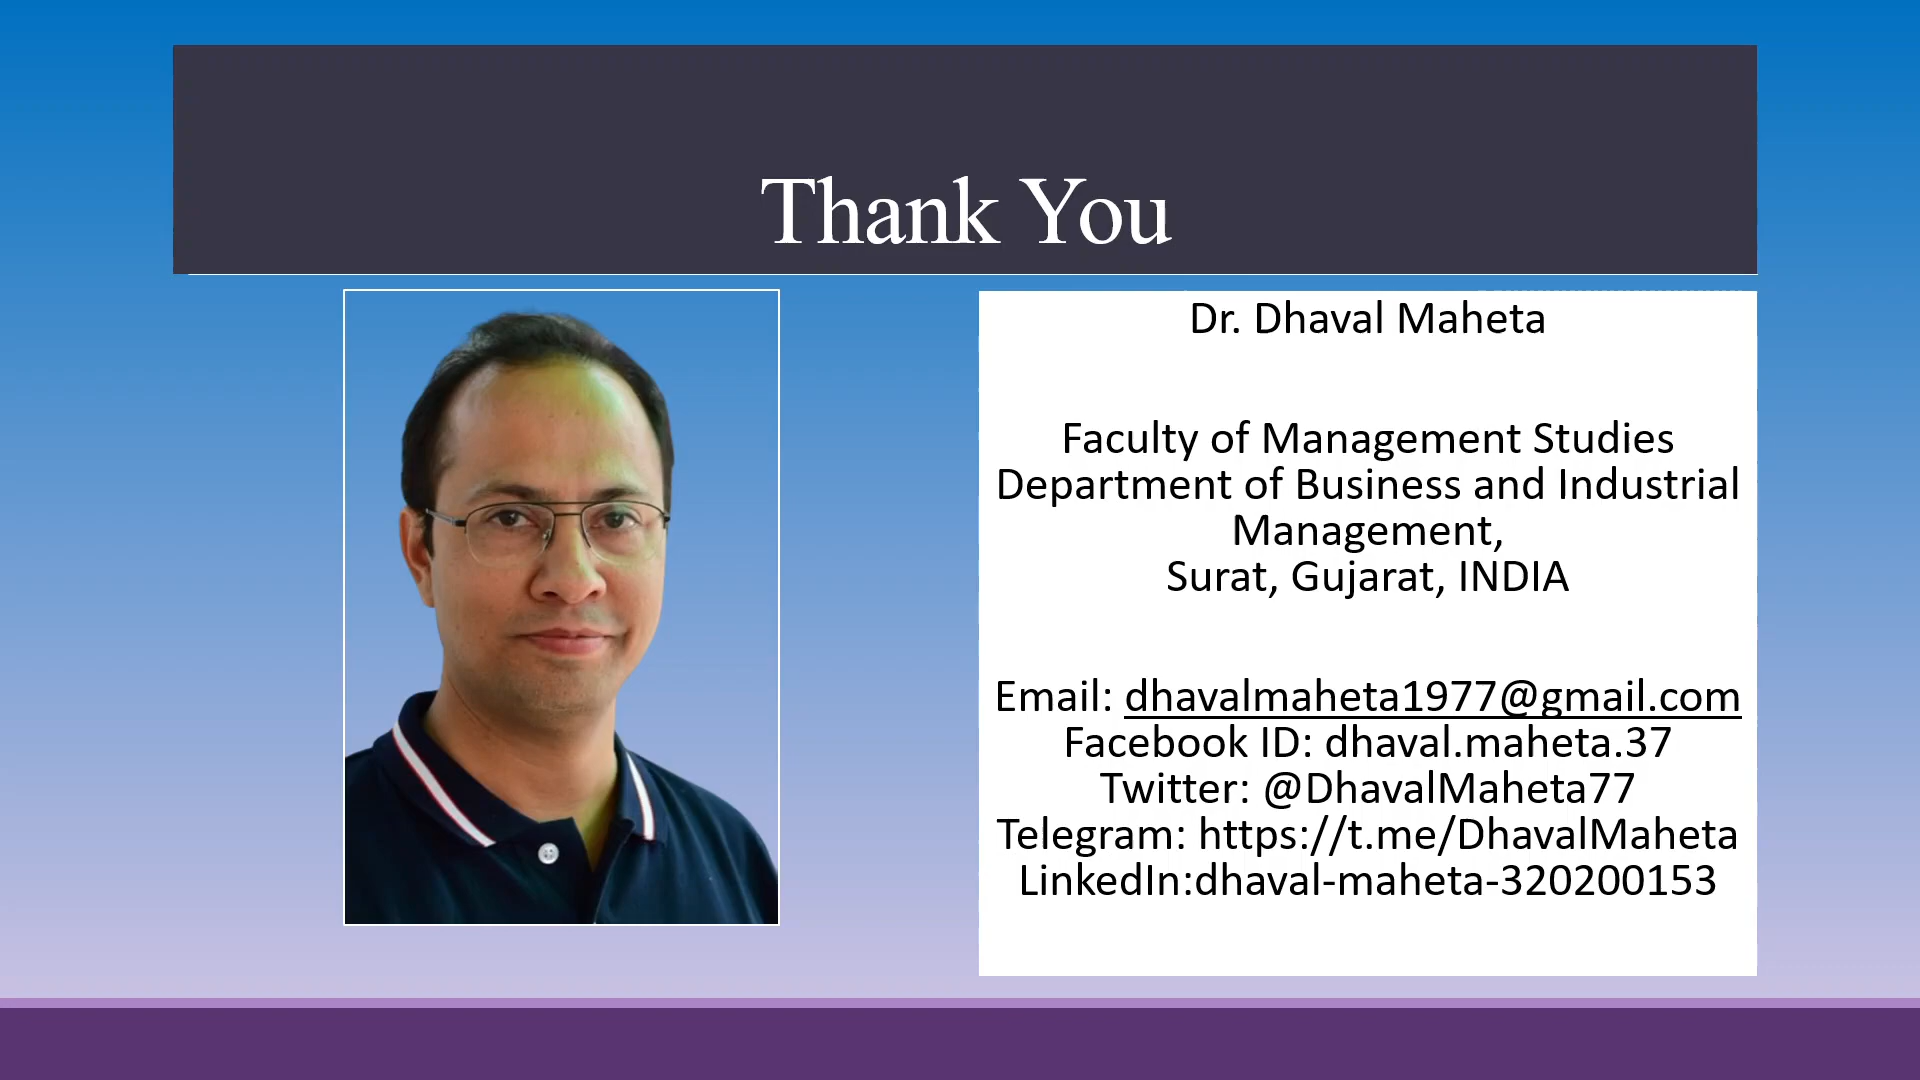 Thank You
Dr. Dhaval Maheta
Faculty of Management Studies
Department of Business and Industrial
Management,
Surat, Gujarat, INDIA
Email: dhavalmaheta1977@gmail.com
Facebook ID: dhaval.maheta.37
Twitter: @DhavalMaheta77
Telegram: https://t.me/DhavalMaheta
LinkedIn:dhaval-maheta-320200153